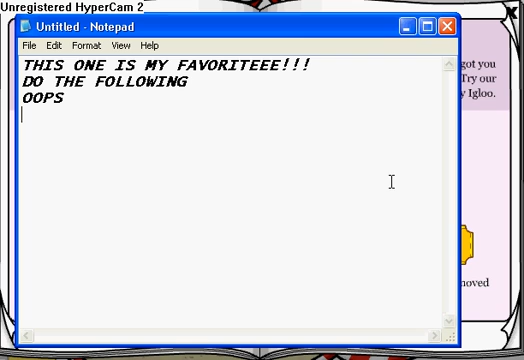 Unregistered HyperCam 2
Untitled - Notepad
File Edit Format View Help
THIS ONE IS MY FAVORITEEE!!!
DO THE FOLLOWING
OOPS
got you
Try our
y Igloo.
noved